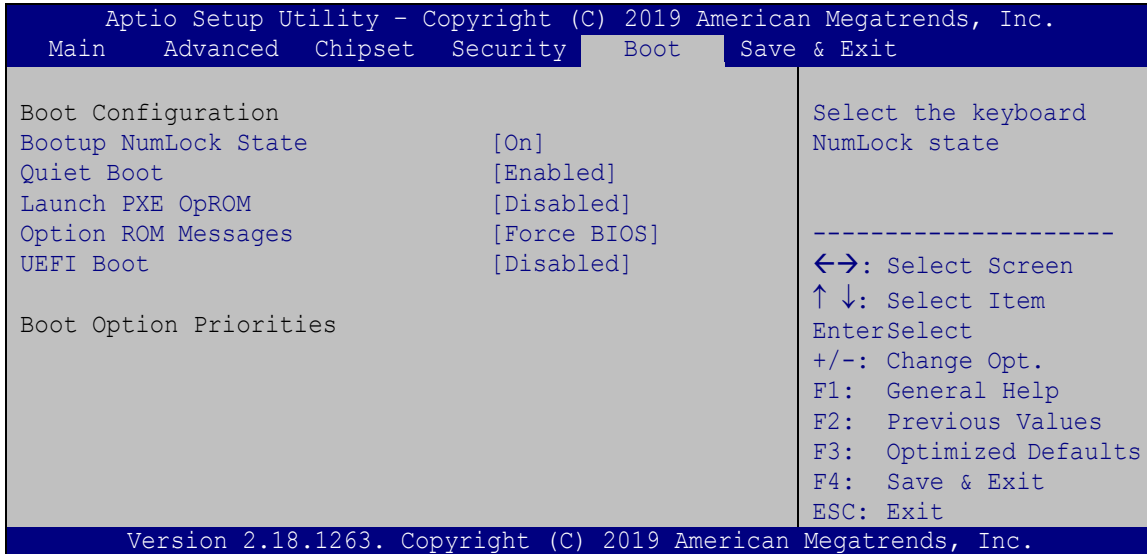 Aptio Setup Utility – Copyright (C) 2019 American Megatrends, Inc.
Main Advanced Chipset Security Boot Save & Exit
Boot Configuration
Bootup NumLock State [On]
Quiet Boot [Enabled]
Launch PXE OpROM [Disabled]
Option ROM Messages [Force BIOS]
UEFI Boot [Disabled]
Boot Option Priorities
Select the keyboard
NumLock state
---------------------
←→: Select Screen
↑ ↓: Select Item
EnterSelect
+/-: Change Opt.
F1: General Help
F2: Previous Values
F3: Optimized Defaults
F4: Save & Exit
ESC: Exit
Version 2.18.1263. Copyright (C) 2019 American Megatrends, Inc.